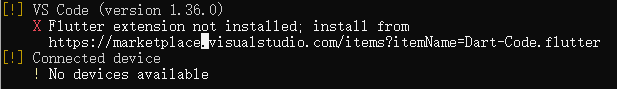 [!] VS Code (version 1.36.0)
X Flutter extension not installed; install from
https://marketplace.visualstudio.com/items?itemName=Dart-Code.flutter
[!] Connected device
! No devices available